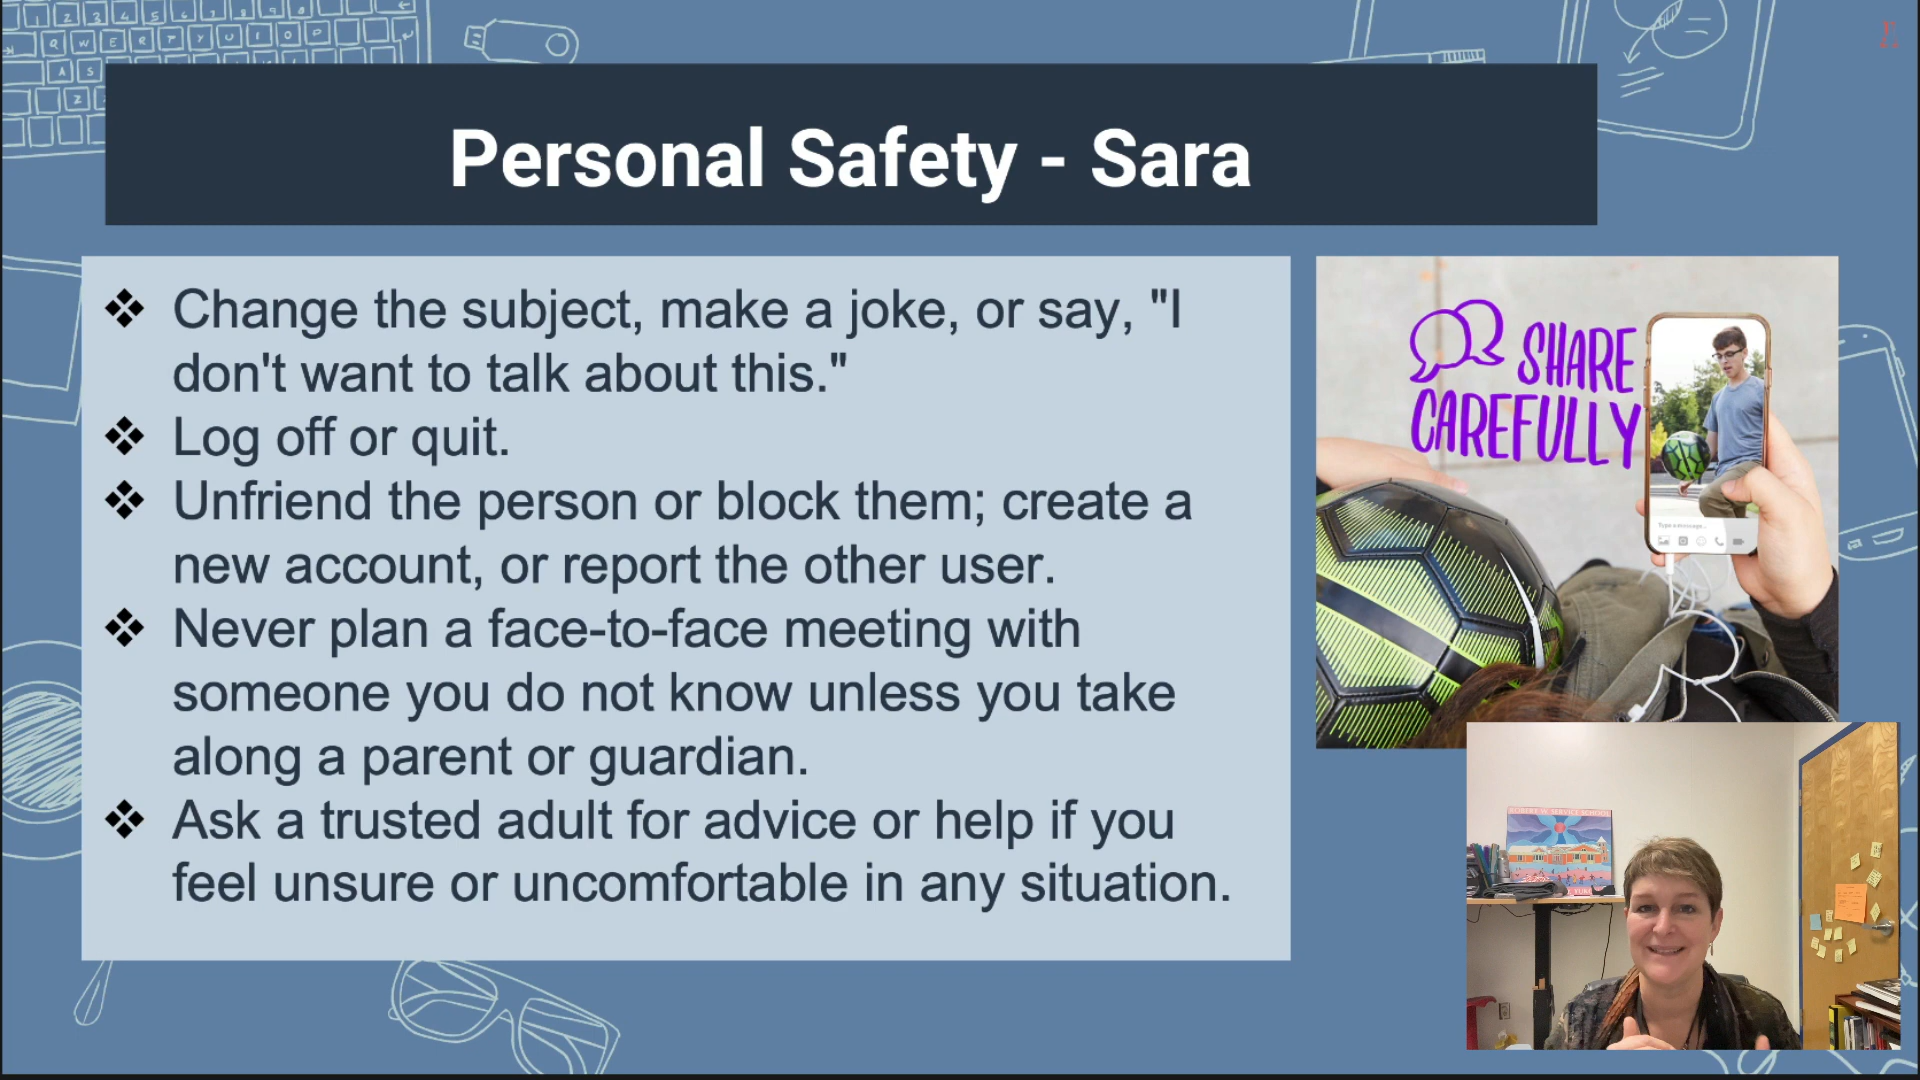 Personal Safety - Sara
❖ Change the subject, make a joke, or say, "I
don't want to talk about this."
❖ Log off or quit.
❖ Unfriend the person or block them; create a
new account, or report the other user.
❖ Never plan a face-to-face meeting with
someone you do not know unless you take
along a parent or guardian.
❖ Ask a trusted adult for advice or help if you
feel unsure or uncomfortable in any situation.
SHARE
CAREFULLY
Type a message...